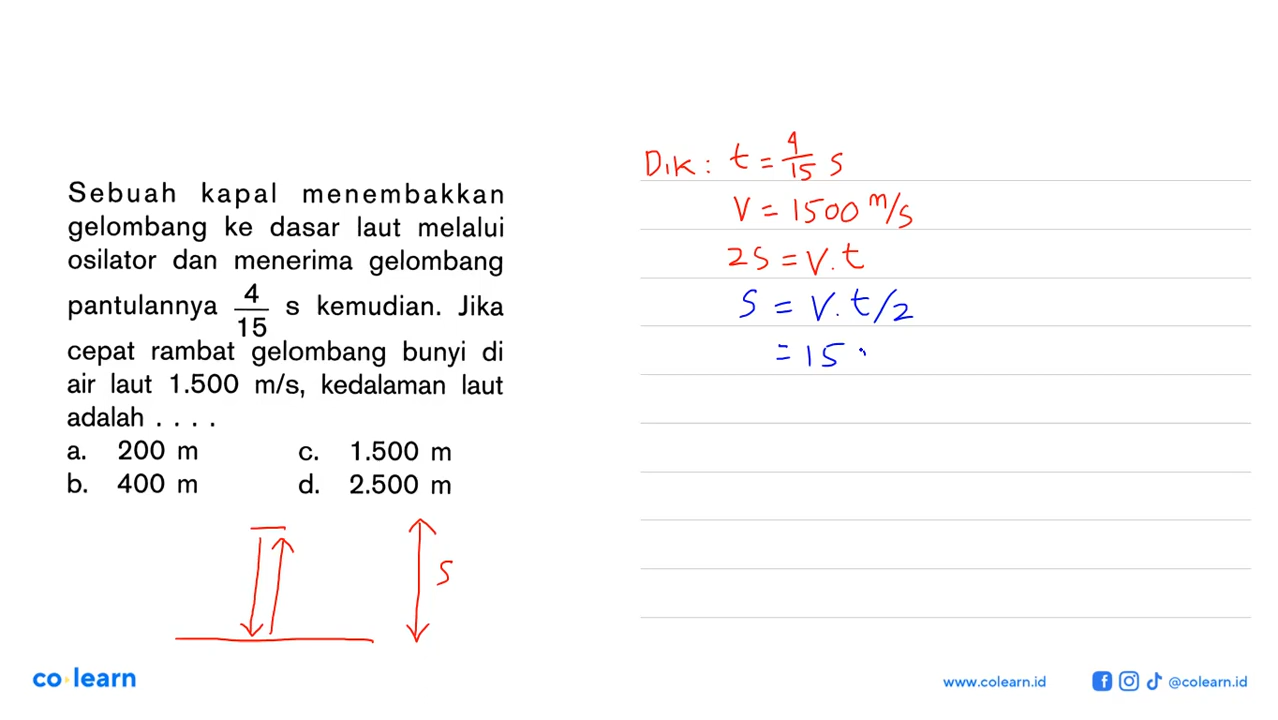 Sebuah kapal menembakkan
gelombang ke dasar laut melalui
osilator dan menerima gelombang
pantulannya 4/15 s kemudian. Jika
cepat rambat gelombang bunyi di
air laut 1.500 m/s, kedalaman laut
adalah . . . .
a. 200 m c. 1.500 m
b. 400 m d. 2.500 m
S
Dik : t = 4/15 s
V = 1500 m/s
2S = V.t
S = V.t/2
= 15
co·learn
www.colearn.id @colearn.id